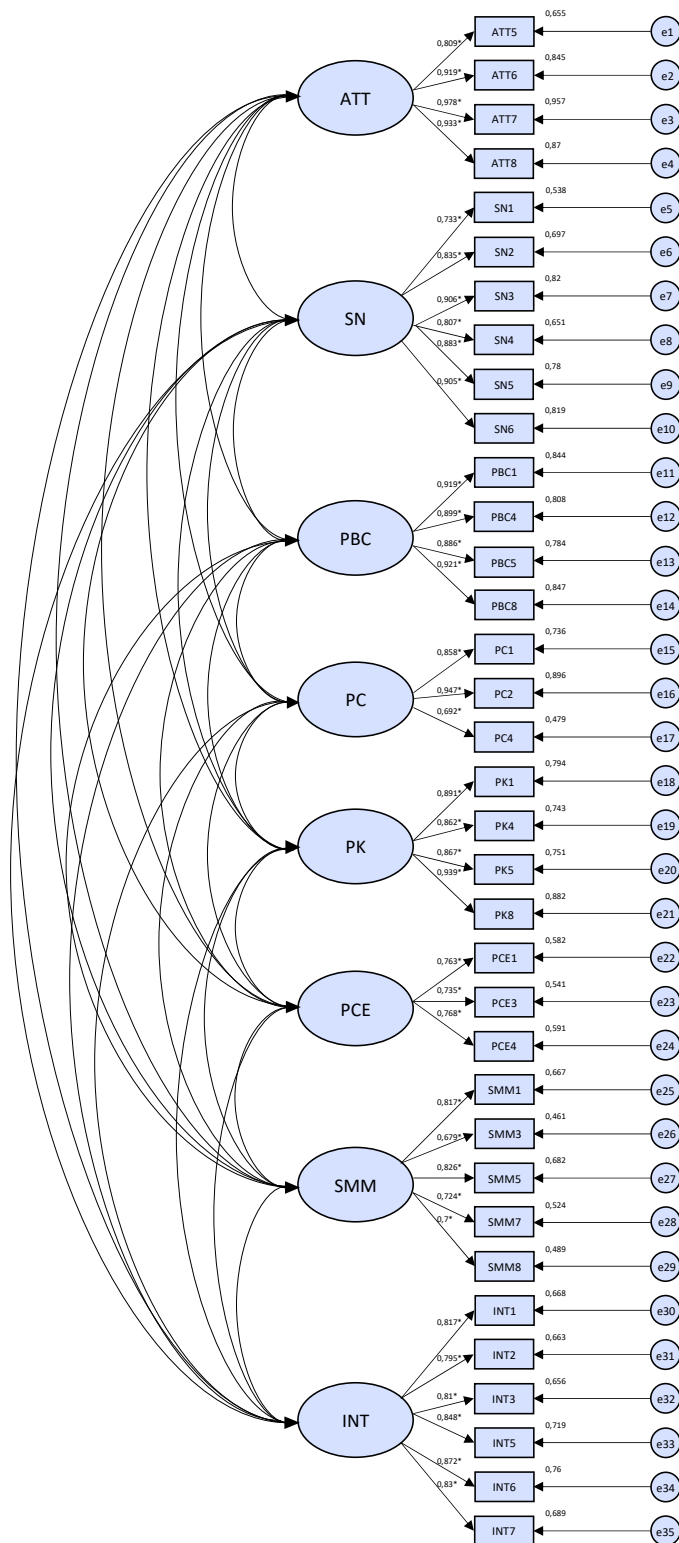 0,655
0,809*
ATT5
e1
0,845
0,919*
ATT6
e2
ATT
0,957
0,978*
ATT7
e3
0,933*
0,87
ATT8
e4
0,538
0,733*
SN1
e5
0,697
0,835*
SN2
e6
SN
0,82
0,906*
SN3
e7
0,807*
0,651
SN4
e8
0,883*
0,78
SN5
e9
0,905*
0,819
SN6
e10
0,844
0,919*
PBC1
e11
0,808
0,899*
PBC4
e12
PBC
0,784
0,886*
PBC5
e13
0,921*
0,847
PBC8
e14
0,736
0,858*
PC1
e15
PC
0,896
0,947*
PC2
e16
0,692*
0,479
PC4
e17
0,794
0,891*
PK1
e18
0,743
0,862*
PK4
e19
PK
0,751
0,867*
PK5
e20
0,939*
0,882
PK8
e21
0,582
0,763*
PCE1
e22
PCE
0,541
0,735*
PCE3
e23
0,768*
0,591
PCE4
e24
0,667
0,817*
SMM1
e25
0,461
0,679*
SMM3
e26
SMM
0,682
0,826*
SMM5
e27
0,724*
0,524
SMM7
e28
0,7*
0,489
SMM8
e29
0,668
0,817*
INT1
e30
0,663
0,795*
INT2
e31
INT
0,656
0,81*
INT3
e32
0,848*
0,719
INT5
e33
0,872*
0,76
INT6
e34
0,83*
0,689
INT7
e35